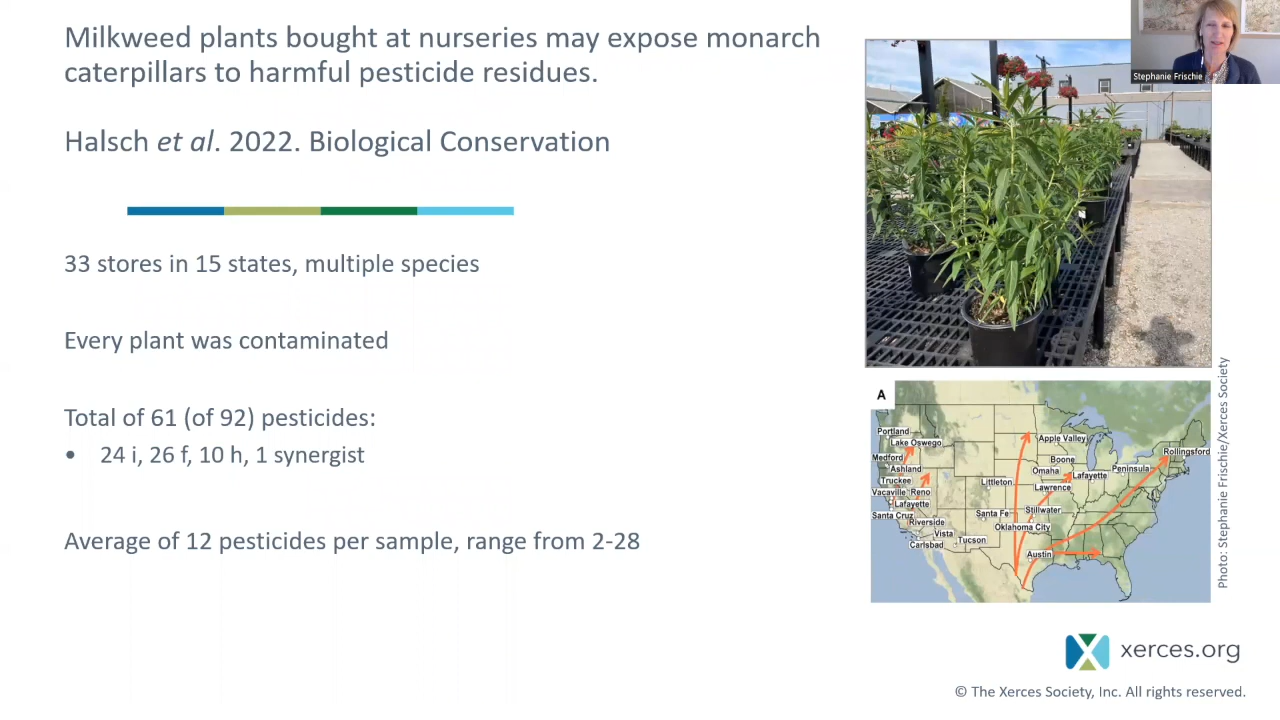 Milkweed plants bought at nurseries may expose monarch
caterpillars to harmful pesticide residues.
Halsch et al. 2022. Biological Conservation
33 stores in 15 states, multiple species
Every plant was contaminated
Total of 61 (of 92) pesticides:
• 24 i, 26 f, 10 h, 1 synergist
Average of 12 pesticides per sample, range from 2-28
Stephanie Frischie
A
Portland
Lake Oswego
Medford
Ashland
Truckee
Vacaville Reno
Lafayette
Santa Cruz
Riverside
Vista
Carlsbad
Tucson
Littleton
Santa Fe
Apple Valley
Boone
Omaha
Lafayette
Lawrence
Peninsula
Rollingsford
Stillwater
Oklahoma City
Austin
Photo: Stephanie Frischie/Xerces Society
xerces.org
© The Xerces Society, Inc. All rights reserved.